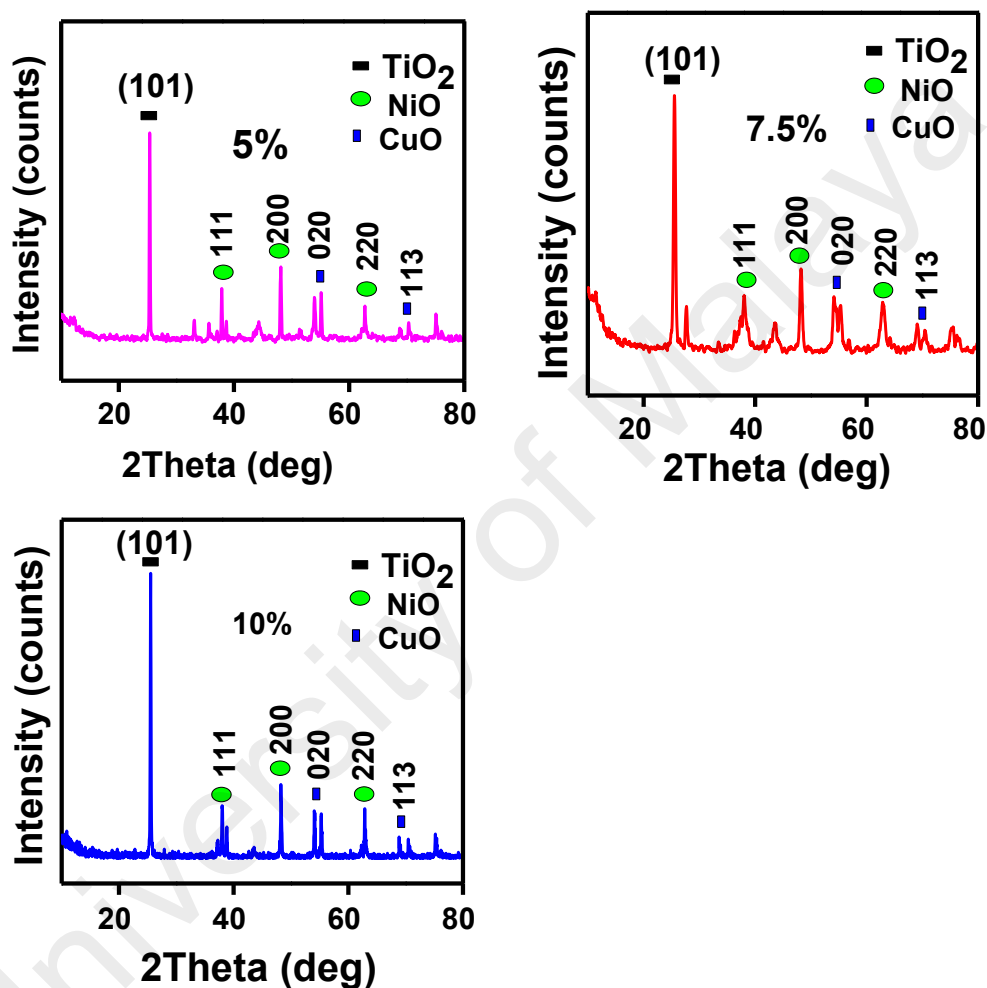 Intensity (counts)
(101)
5%
TiO2
NiO
CuO
111
200
020
220
113
20 40 60 80
2Theta (deg)
Intensity (counts)
(101)
7.5%
TiO2
NiO
CuO
111
200
020
220
113
20 40 60 80
2Theta (deg)
Intensity (counts)
(101)
10%
TiO2
NiO
CuO
111
200
020
220
113
20 40 60 80
2Theta (deg)
University of Malaya